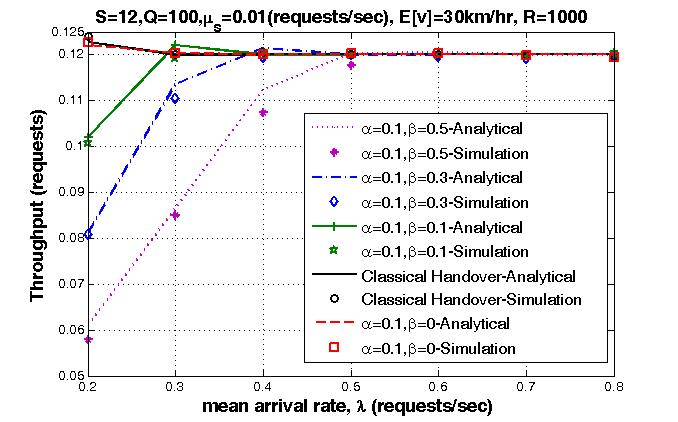 S=12,Q=100,μS=0.01(requests/sec), E[v]=30km/hr, R=1000
Throughput (requests)
0.125
0.12
0.11
0.1
0.09
0.08
0.07
0.06
0.05
0.2
0.3
0.4
0.5
0.6
0.7
0.8
mean arrival rate, λ (requests/sec)
α=0.1,β=0.5-Analytical
α=0.1,β=0.5-Simulation
α=0.1,β=0.3-Analytical
α=0.1,β=0.3-Simulation
α=0.1,β=0.1-Analytical
α=0.1,β=0.1-Simulation
Classical Handover-Analytical
Classical Handover-Simulation
α=0.1,β=0-Analytical
α=0.1,β=0-Simulation